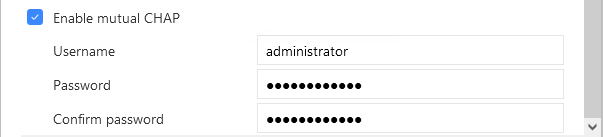 Enable mutual CHAP
Username administrator
Password ●●●●●●●●●●●●
Confirm password ●●●●●●●●●●●●